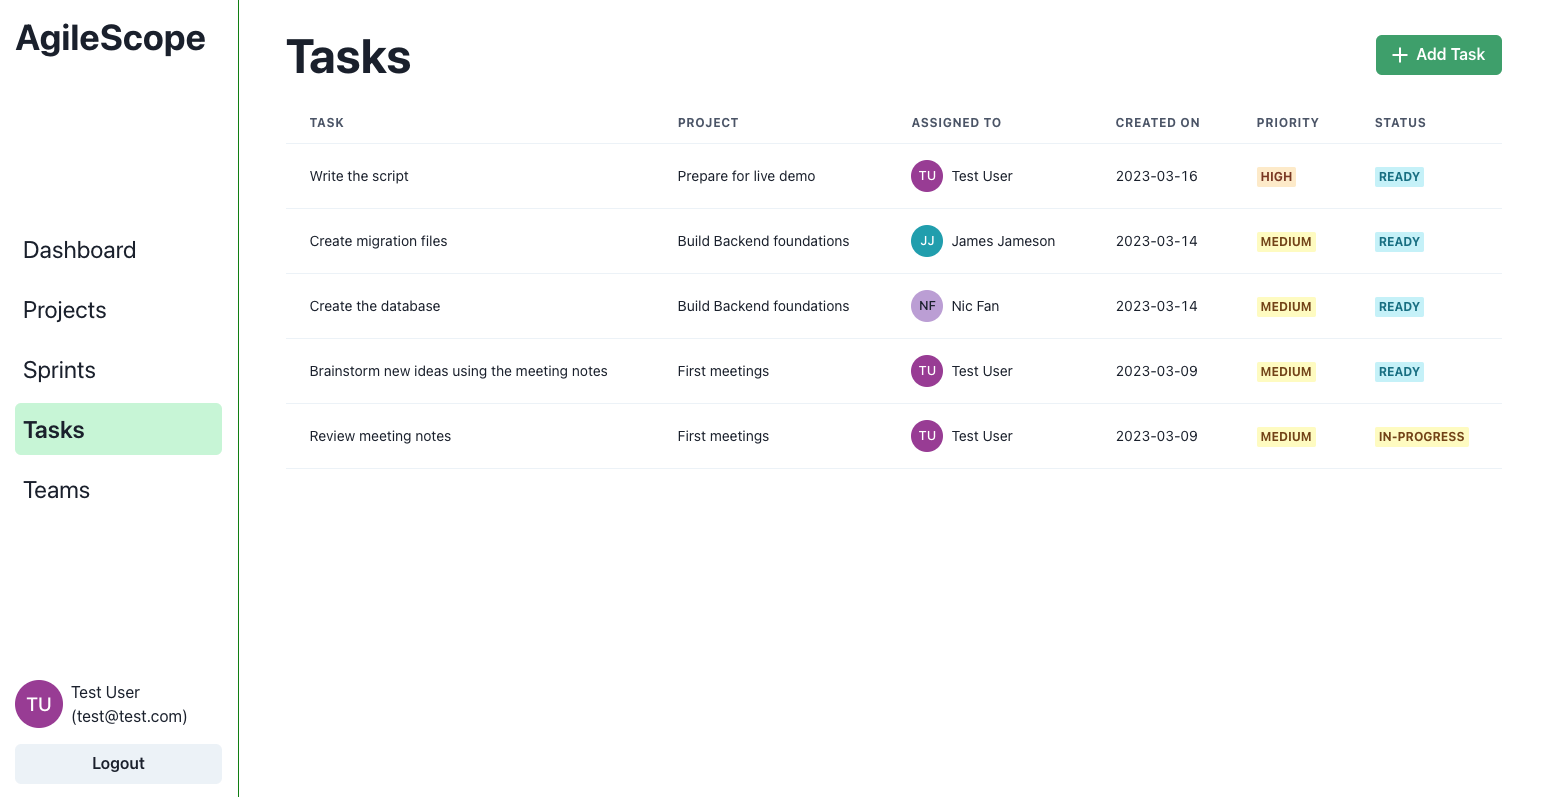 AgileScope
Dashboard
Projects
Sprints
Tasks
Teams
TU
Test User
(test@test.com)
Logout
Tasks
Add Task
TASK PROJECT ASSIGNED TO CREATED ON PRIORITY STATUS
Write the script Prepare for live demo TU Test User 2023-03-16 HIGH READY
Create migration files Build Backend foundations JJ James Jameson 2023-03-14 MEDIUM READY
Create the database Build Backend foundations NF Nic Fan 2023-03-14 MEDIUM READY
Brainstorm new ideas using the meeting notes First meetings TU Test User 2023-03-09 MEDIUM READY
Review meeting notes First meetings TU Test User 2023-03-09 MEDIUM IN-PROGRESS